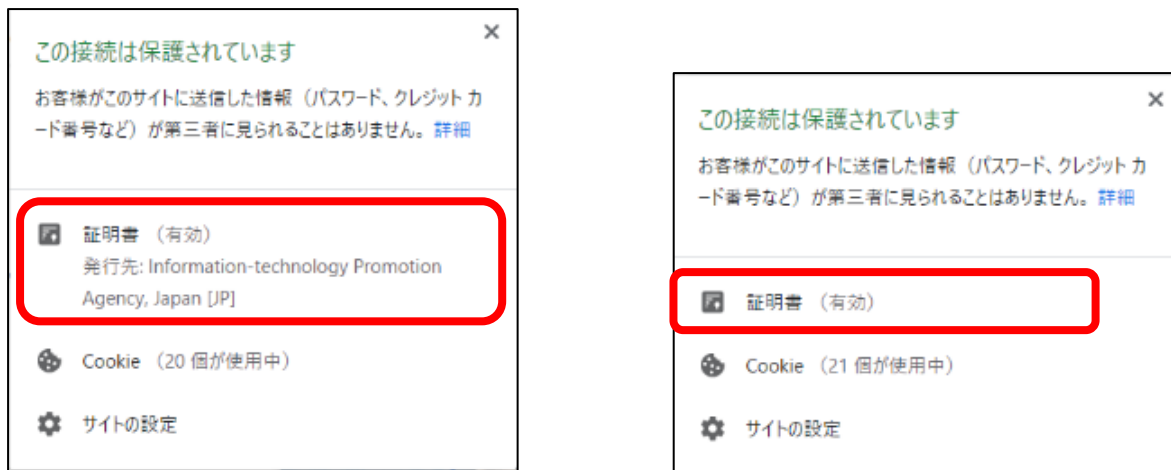 この接続は保護されています
お客様がこのサイトに送信した情報（パスワード、クレジット カ
ード番号など）が第三者に見られることはありません。 詳細
証明書 （有効）
発行先: Information-technology Promotion
Agency, Japan [JP]
Cookie （20 個が使用中）
サイトの設定
この接続は保護されています
お客様がこのサイトに送信した情報（パスワード、クレジット カ
ード番号など）が第三者に見られることはありません。 詳細
証明書 （有効）
Cookie （21 個が使用中）
サイトの設定